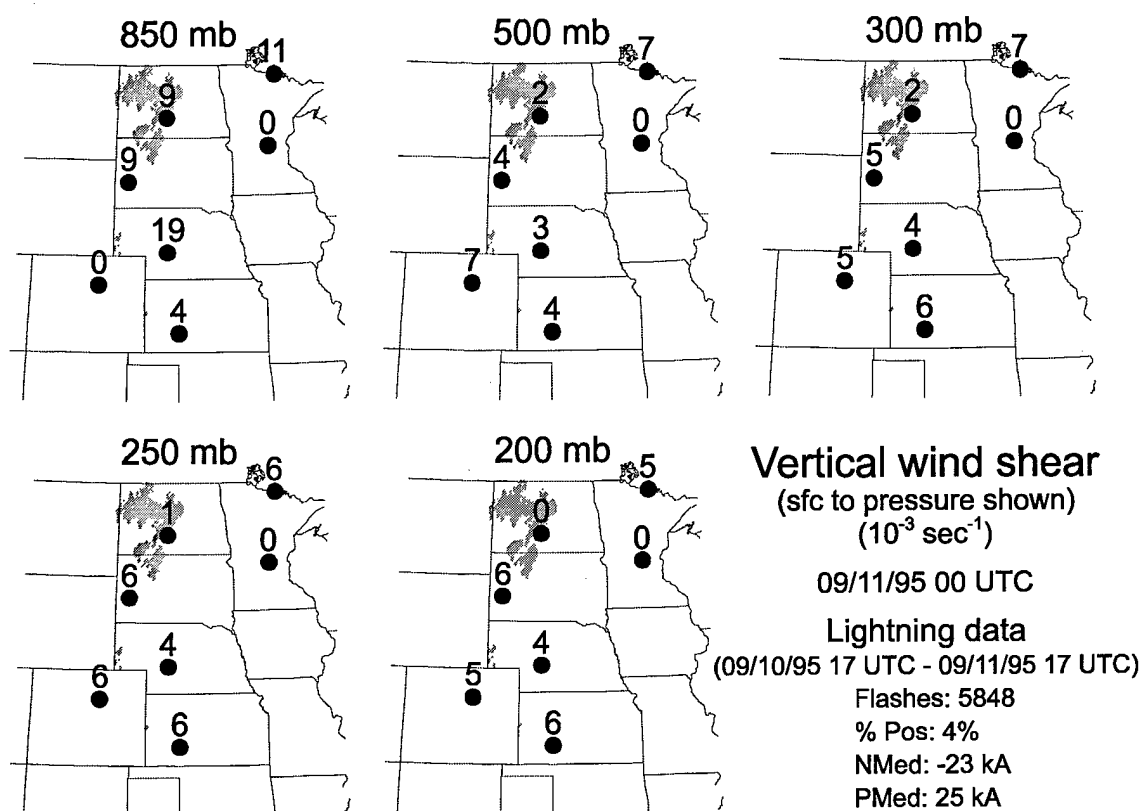 850 mb
11
9
0
9
19
0
4
500 mb
7
2
0
4
3
7
4
300 mb
7
2
0
5
4
5
6
250 mb
6
1
0
6
4
6
6
200 mb
5
0
0
6
4
5
6
Vertical wind shear
(sfc to pressure shown)
(10⁻³ sec⁻¹)
09/11/95 00 UTC
Lightning data
(09/10/95 17 UTC - 09/11/95 17 UTC)
Flashes: 5848
% Pos: 4%
NMed: -23 kA
PMed: 25 kA